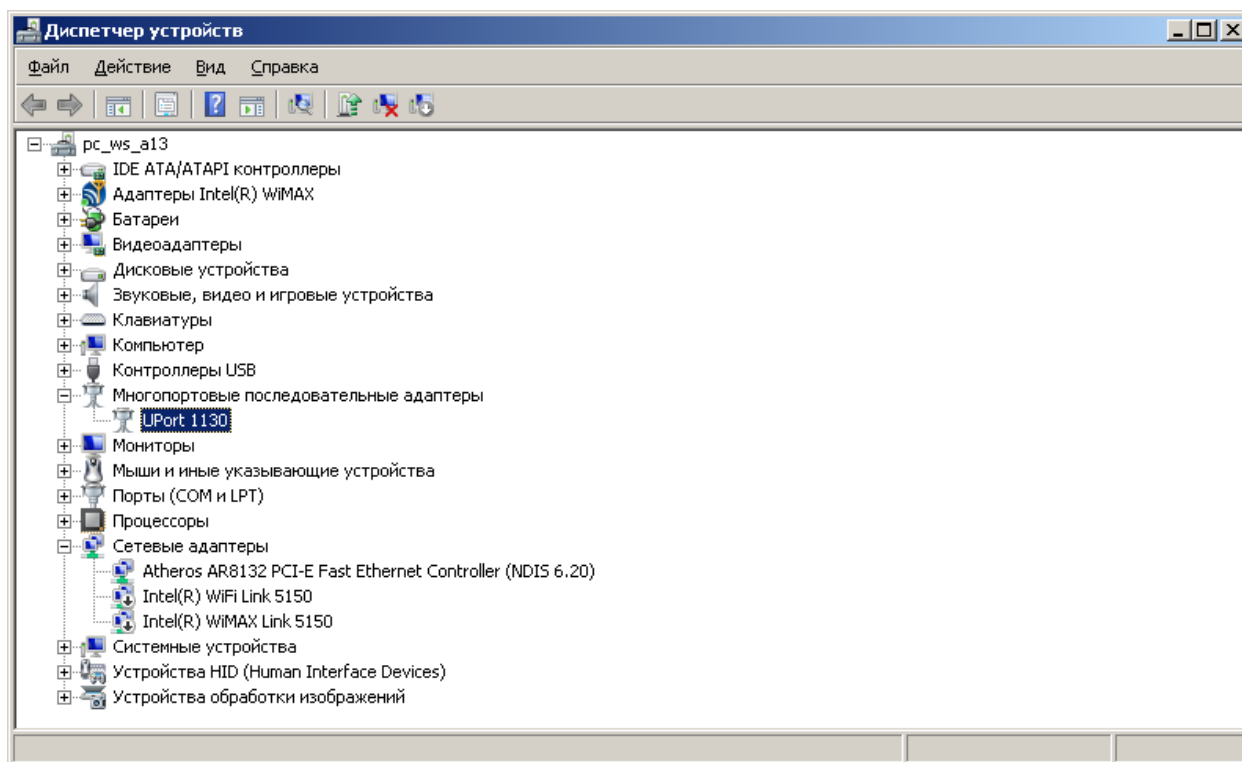 Диспетчер устройств
Файл Действие Вид Справка
pc_ws_a13
IDE ATA/ATAPI контроллеры
Адаптеры Intel(R) WiMAX
Батареи
Видеоадаптеры
Дисковые устройства
Звуковые, видео и игровые устройства
Клавиатуры
Компьютер
Контроллеры USB
Многопортовые последовательные адаптеры
UPort 1130
Мониторы
Мыши и иные указывающие устройства
Порты (COM и LPT)
Процессоры
Сетевые адаптеры
Atheros AR8132 PCI-E Fast Ethernet Controller (NDIS 6.20)
Intel(R) WiFi Link 5150
Intel(R) WiMAX Link 5150
Системные устройства
Устройства HID (Human Interface Devices)
Устройства обработки изображений